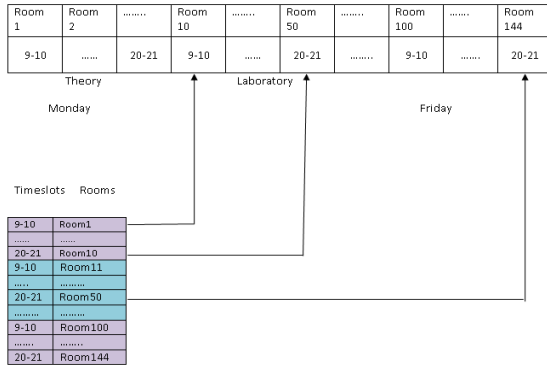 Room 1 Room 2 ........ Room 10 ........ Room 50 ........ Room 100 ....... Room 144
9-10 ...... 20-21 9-10 ...... 20-21 ........ 9-10 ....... 20-21
Theory Laboratory
Monday Friday
Timeslots Rooms
9-10 Room1
...... ......
20-21 Room10
9-10 Room11
..... .........
20-21 Room50
......... .........
9-10 Room100
....... ........
20-21 Room144